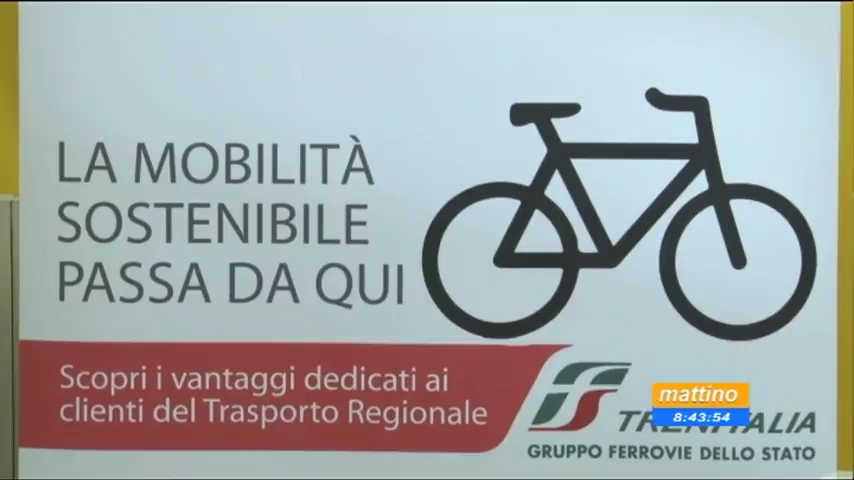 LA MOBILITÀ
SOSTENIBILE
PASSA DA QUI
Scopri i vantaggi dedicati ai
clienti del Trasporto Regionale
TRENITALIA
GRUPPO FERROVIE DELLO STATO
mattino
8:43:54